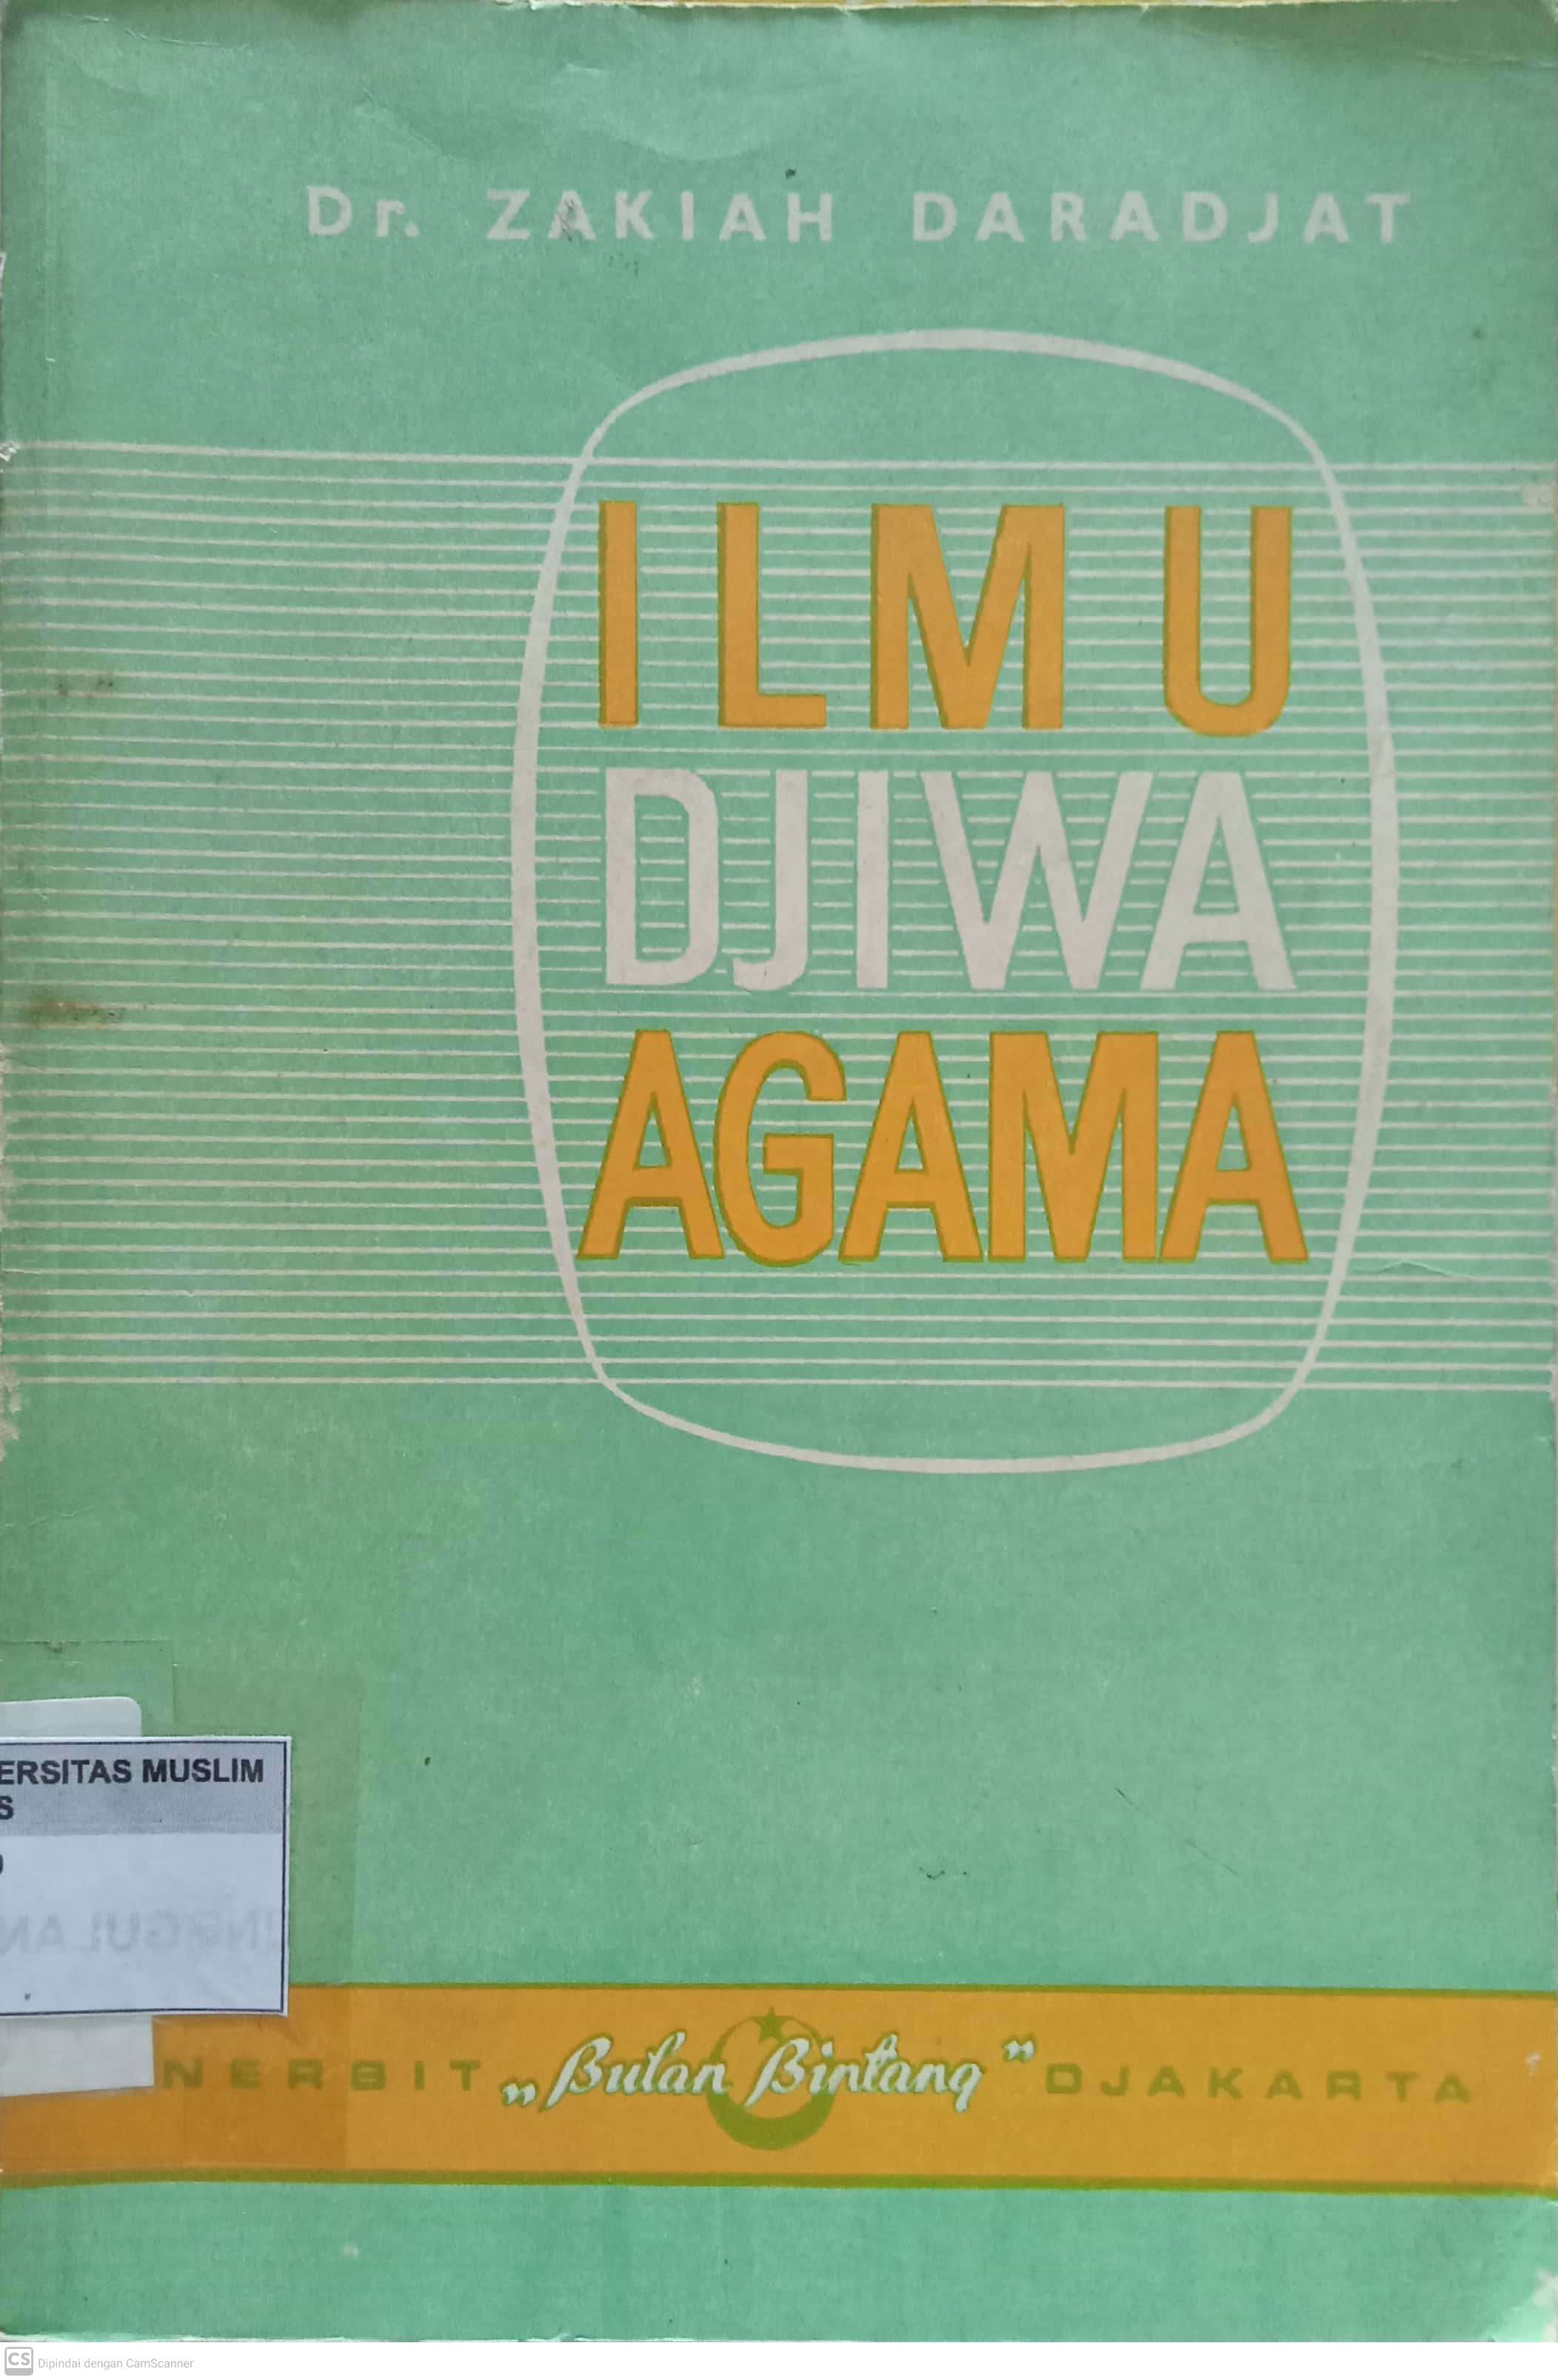 Dr. ZAKIAH DARADJAT
ILMU
DJIWA
AGAMA
ERSITAS MUSLIM
S
NERBIT „Bulan Bintang” DJAKARTA
CS Dipindai dengan CamScanner